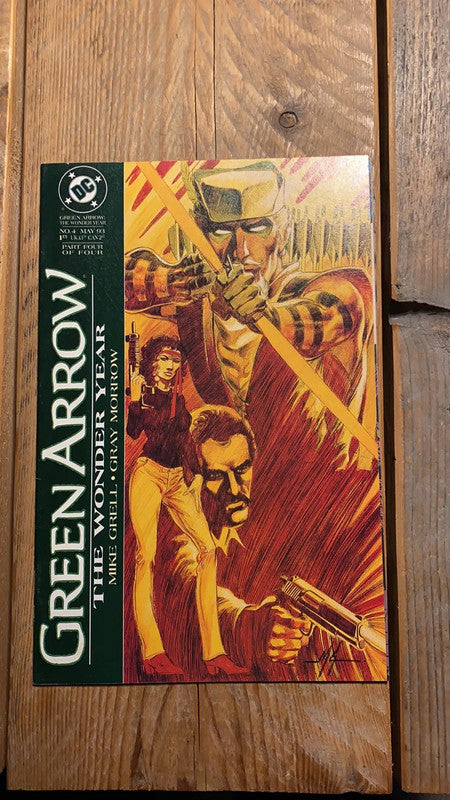 DC
GREEN ARROW:
THE WONDER YEAR
NO. 4 MAY 93
PART FOUR
OF FOUR
GREEN ARROW
THE WONDER YEAR
MIKE GRELL • GRAY MORROW